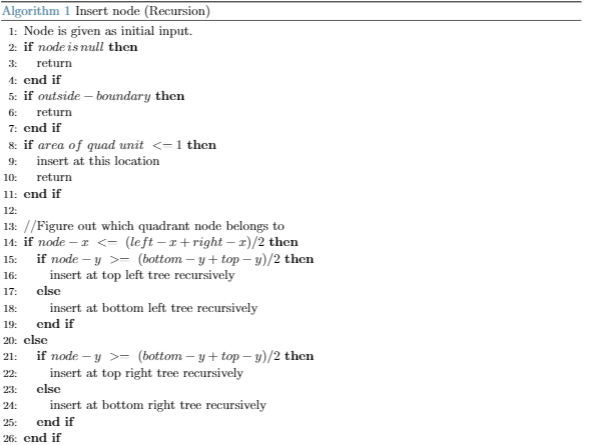 Algorithm 1 Insert node (Recursion)
1: Node is given as initial input.
2: if node is null then
3: return
4: end if
5: if outside − boundary then
6: return
7: end if
8: if area of quad unit <= 1 then
9: insert at this location
10: return
11: end if
12:
13: //Figure out which quadrant node belongs to
14: if node − x <= (left − x + right − x)/2 then
15: if node − y >= (bottom − y + top − y)/2 then
16: insert at top left tree recursively
17: else
18: insert at bottom left tree recursively
19: end if
20: else
21: if node − y >= (bottom − y + top − y)/2 then
22: insert at top right tree recursively
23: else
24: insert at bottom right tree recursively
25: end if
26: end if